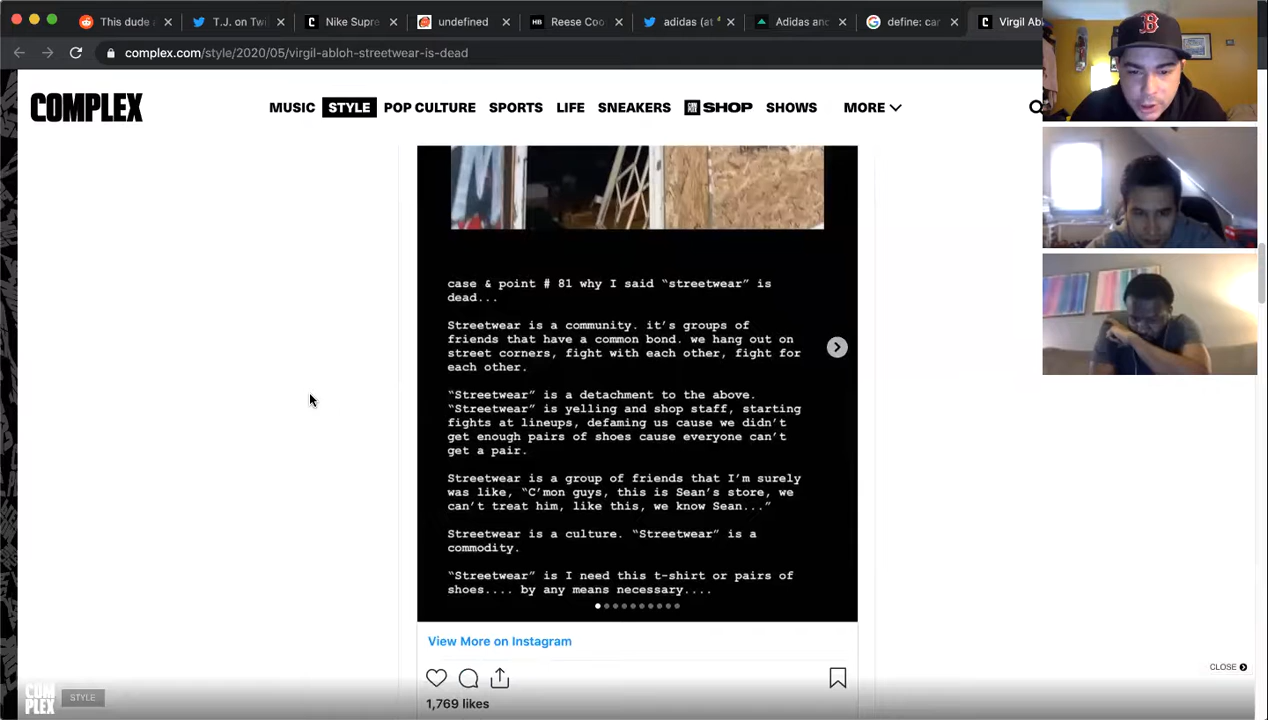 This dude a
T.J. on Twi
Nike Supre
undefined
Reese Coo
adidas (at
Adidas and
define: car
Virgil Ab
complex.com/style/2020/05/virgil-abloh-streetwear-is-dead
COMPLEX
MUSIC STYLE POP CULTURE SPORTS LIFE SNEAKERS SHOP SHOWS MORE
case & point # 81 why I said “streetwear” is
dead...
Streetwear is a community. it’s groups of
friends that have a common bond. we hang out on
street corners, fight with each other, fight for
each other.
“Streetwear” is a detachment to the above.
“Streetwear” is yelling and shop staff, starting
fights at lineups, defaming us cause we didn’t
get enough pairs of shoes cause everyone can’t
get a pair.
Streetwear is a group of friends that I’m surely
was like, “C’mon guys, this is Sean’s store, we
can’t treat him, like this, we know Sean...”
Streetwear is a culture. “Streetwear” is a
commodity.
“Streetwear” is I need this t-shirt or pairs of
shoes.... by any means necessary....
View More on Instagram
1,769 likes
CLOSE
COM
PLEX
STYLE